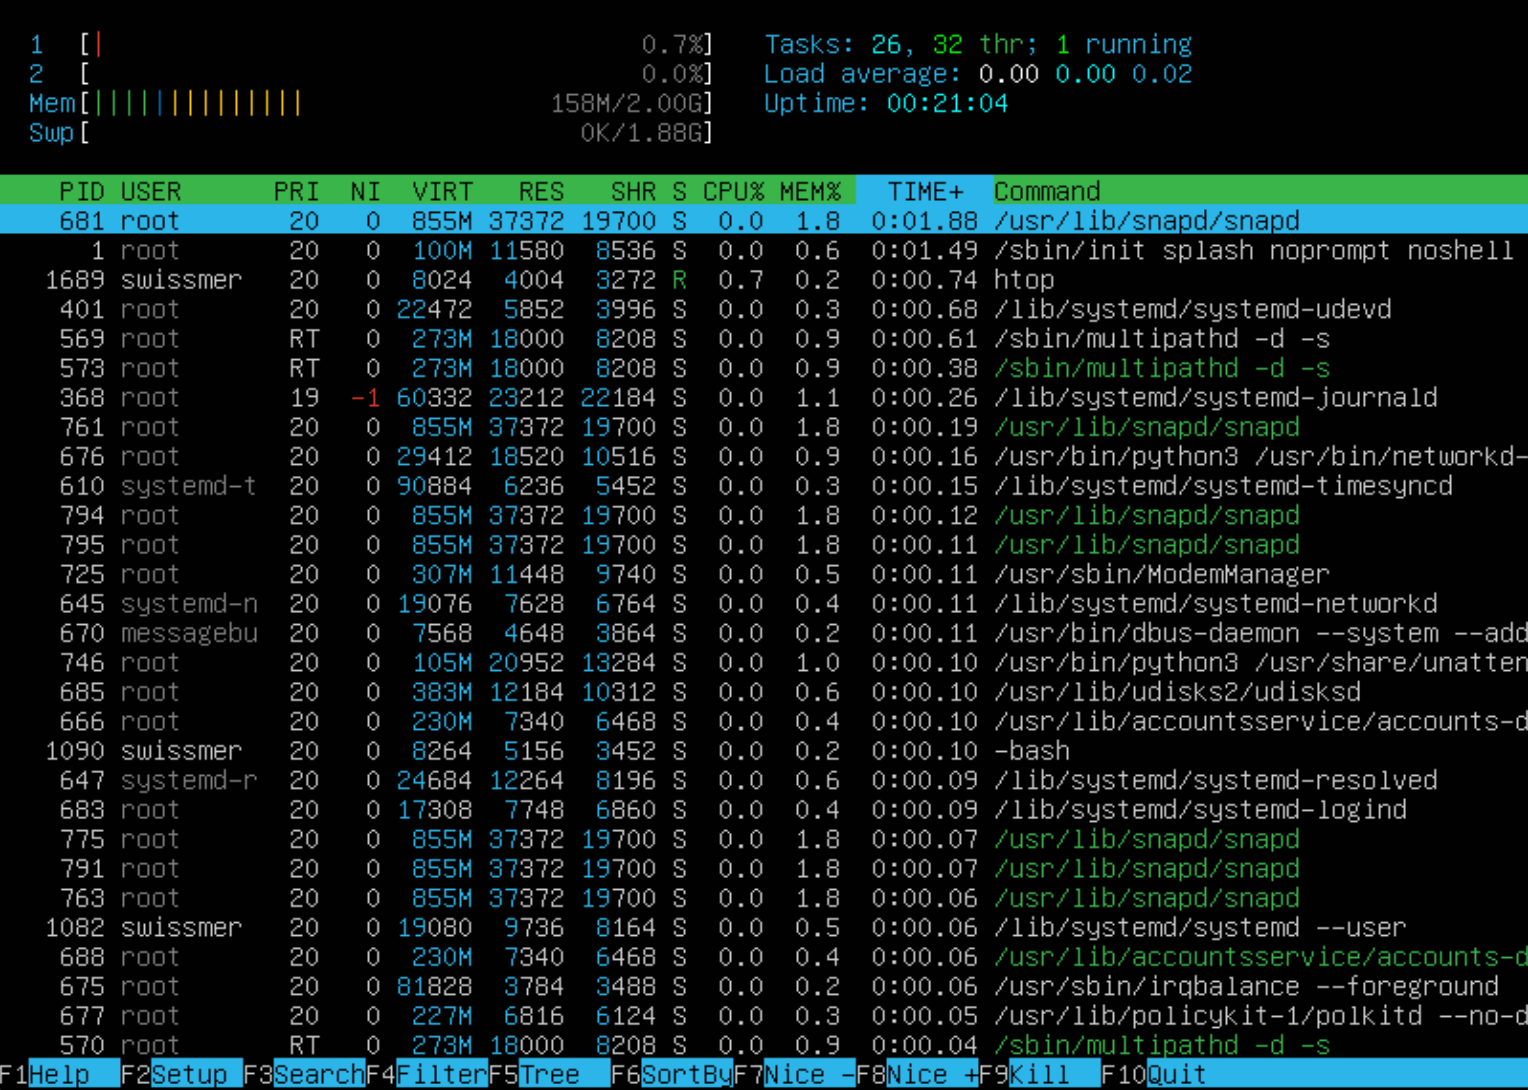 1 [| 0.7%] Tasks: 26, 32 thr; 1 running
2 [ 0.0%] Load average: 0.00 0.00 0.02
Mem[|||||||||||||| 158M/2.00G] Uptime: 00:21:04
Swp[ 0K/1.88G]
PID USER PRI NI VIRT RES SHR S CPU% MEM% TIME+ Command
681 root 20 0 855M 37372 19700 S 0.0 1.8 0:01.88 /usr/lib/snapd/snapd
1 root 20 0 100M 11580 8536 S 0.0 0.6 0:01.49 /sbin/init splash noprompt noshell
1689 swissmer 20 0 8024 4004 3272 R 0.7 0.2 0:00.74 htop
401 root 20 0 22472 5852 3996 S 0.0 0.3 0:00.68 /lib/systemd/systemd-udevd
569 root RT 0 273M 18000 8208 S 0.0 0.9 0:00.61 /sbin/multipathd -d -s
573 root RT 0 273M 18000 8208 S 0.0 0.9 0:00.38 /sbin/multipathd -d -s
368 root 19 -1 60332 23212 22184 S 0.0 1.1 0:00.26 /lib/systemd/systemd-journald
761 root 20 0 855M 37372 19700 S 0.0 1.8 0:00.19 /usr/lib/snapd/snapd
676 root 20 0 29412 18520 10516 S 0.0 0.9 0:00.16 /usr/bin/python3 /usr/bin/networkd-
610 systemd-t 20 0 90884 6236 5452 S 0.0 0.3 0:00.15 /lib/systemd/systemd-timesyncd
794 root 20 0 855M 37372 19700 S 0.0 1.8 0:00.12 /usr/lib/snapd/snapd
795 root 20 0 855M 37372 19700 S 0.0 1.8 0:00.11 /usr/lib/snapd/snapd
725 root 20 0 307M 11448 9740 S 0.0 0.5 0:00.11 /usr/sbin/ModemManager
645 systemd-n 20 0 19076 7628 6764 S 0.0 0.4 0:00.11 /lib/systemd/systemd-networkd
670 messagebu 20 0 7568 4648 3864 S 0.0 0.2 0:00.11 /usr/bin/dbus-daemon --system --add
746 root 20 0 105M 20952 13284 S 0.0 1.0 0:00.10 /usr/bin/python3 /usr/share/unatten
685 root 20 0 383M 12184 10312 S 0.0 0.6 0:00.10 /usr/lib/udisks2/udisksd
666 root 20 0 230M 7340 6468 S 0.0 0.4 0:00.10 /usr/lib/accountsservice/accounts-d
1090 swissmer 20 0 8264 5156 3452 S 0.0 0.2 0:00.10 -bash
647 systemd-r 20 0 24684 12264 8196 S 0.0 0.6 0:00.09 /lib/systemd/systemd-resolved
683 root 20 0 17308 7748 6860 S 0.0 0.4 0:00.09 /lib/systemd/systemd-logind
775 root 20 0 855M 37372 19700 S 0.0 1.8 0:00.07 /usr/lib/snapd/snapd
791 root 20 0 855M 37372 19700 S 0.0 1.8 0:00.07 /usr/lib/snapd/snapd
763 root 20 0 855M 37372 19700 S 0.0 1.8 0:00.06 /usr/lib/snapd/snapd
1082 swissmer 20 0 19080 9736 8164 S 0.0 0.5 0:00.06 /lib/systemd/systemd --user
688 root 20 0 230M 7340 6468 S 0.0 0.4 0:00.06 /usr/lib/accountsservice/accounts-d
675 root 20 0 81828 3784 3488 S 0.0 0.2 0:00.06 /usr/sbin/irqbalance --foreground
677 root 20 0 227M 6816 6124 S 0.0 0.3 0:00.05 /usr/lib/policykit-1/polkitd --no-d
570 root RT 0 273M 18000 8208 S 0.0 0.9 0:00.04 /sbin/multipathd -d -s
F1Help F2Setup F3SearchF4FilterF5Tree F6SortByF7Nice -F8Nice +F9Kill F10Quit